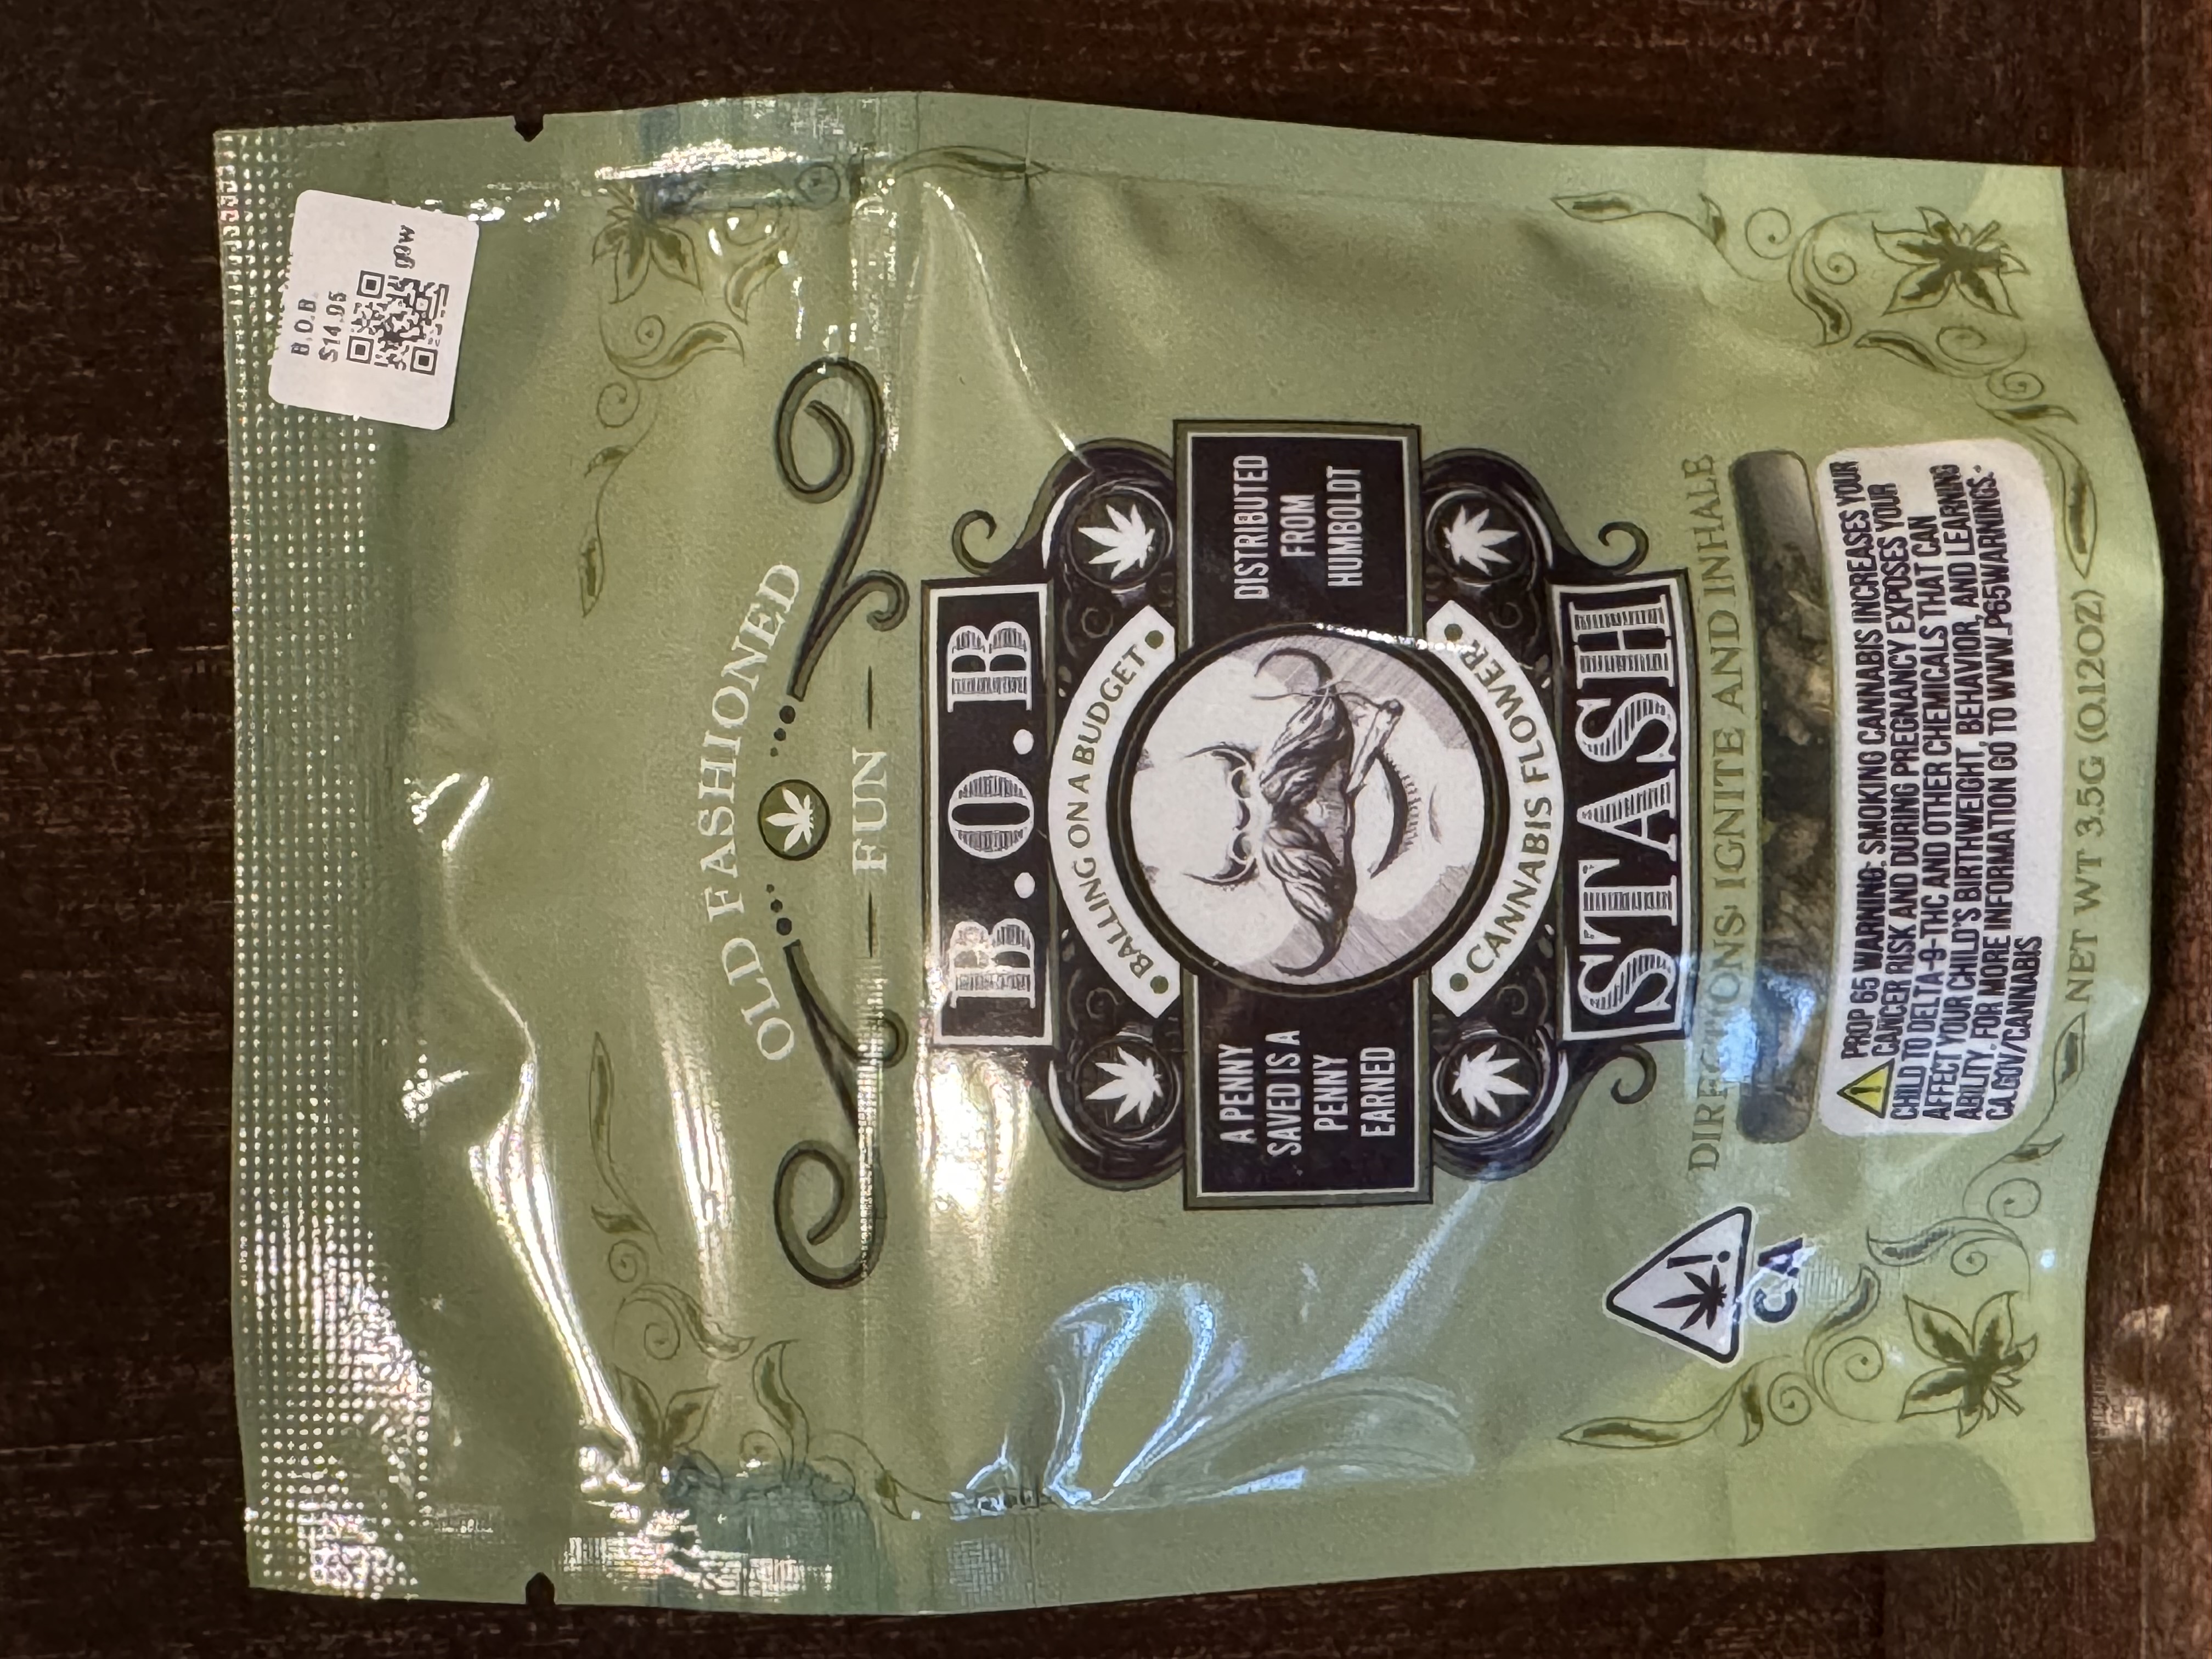 B.O.B
$14.95
g9w
OLD FASHIONED
FUN
B.O.B
BALLING ON A BUDGET
A PENNY
SAVED IS A
PENNY
EARNED
DISTRIBUTED
FROM
HUMBOLDT
CANNABIS FLOWER
STASH
DIRECTIONS: IGNITE AND INHALE
CA
PROP 65 WARNING: SMOKING CANNABIS INCREASES YOUR
CANCER RISK AND DURING PREGNANCY EXPOSES YOUR
CHILD TO DELTA-9-THC AND OTHER CHEMICALS THAT CAN
AFFECT YOUR CHILD'S BIRTHWEIGHT, BEHAVIOR, AND LEARNING
ABILITY. FOR MORE INFORMATION GO TO WWW.P65WARNINGS.
CA.GOV/CANNABIS
NET WT 3.5G (0.12OZ)